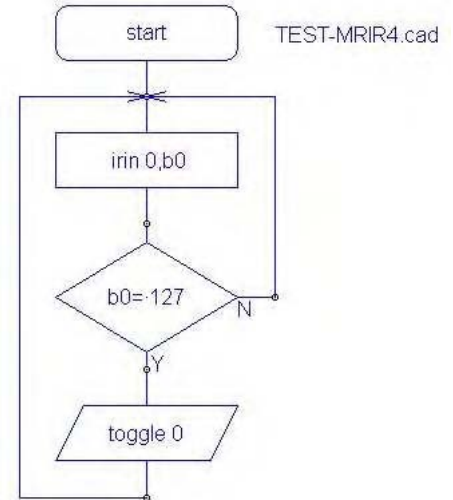 start
TEST-MRIR4.cad
irin 0,b0
b0= 127
N
Y
toggle 0